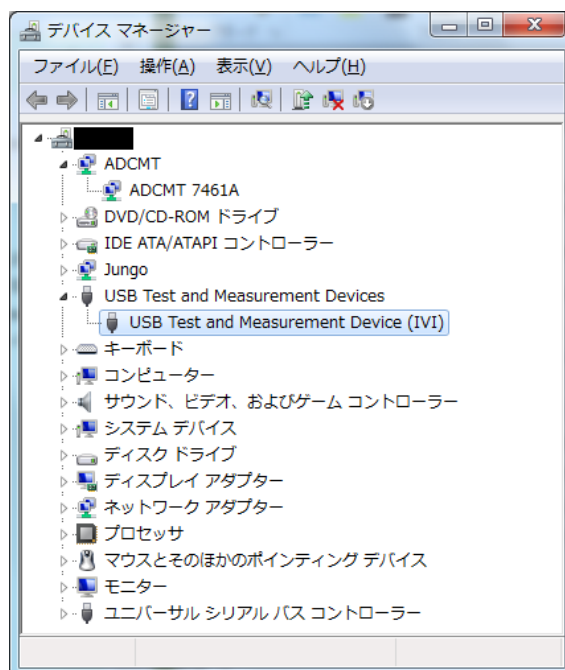 デバイス マネージャー
ファイル(F) 操作(A) 表示(V) ヘルプ(H)
ADCMT
ADCMT 7461A
DVD/CD-ROM ドライブ
IDE ATA/ATAPI コントローラー
Jungo
USB Test and Measurement Devices
USB Test and Measurement Device (IVI)
キーボード
コンピューター
サウンド、ビデオ、およびゲーム コントローラー
システム デバイス
ディスク ドライブ
ディスプレイ アダプター
ネットワーク アダプター
プロセッサ
マウスとそのほかのポインティング デバイス
モニター
ユニバーサル シリアル バス コントローラー